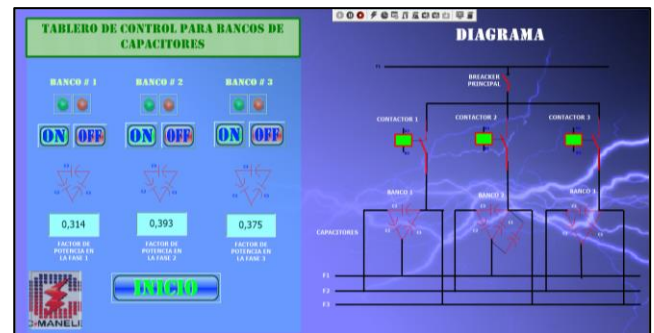 TABLERO DE CONTROL PARA BANCOS DE
CAPACITORES
BANCO # 1
BANCO # 2
BANCO # 3
ON
OFF
ON
OFF
ON
OFF
0,314
0,393
0,375
FACTOR DE
POTENCIA EN
LA FASE 1
FACTOR DE
POTENCIA EN
LA FASE 2
FACTOR DE
POTENCIA EN
LA FASE 3
INICIO
MANELI
DIAGRAMA
BREACKER
PRINCIPAL
CONTACTOR 1
CONTACTOR 2
CONTACTOR 3
BANCO 1
BANCO 2
BANCO 3
CAPACITORES
F1
F2
F3